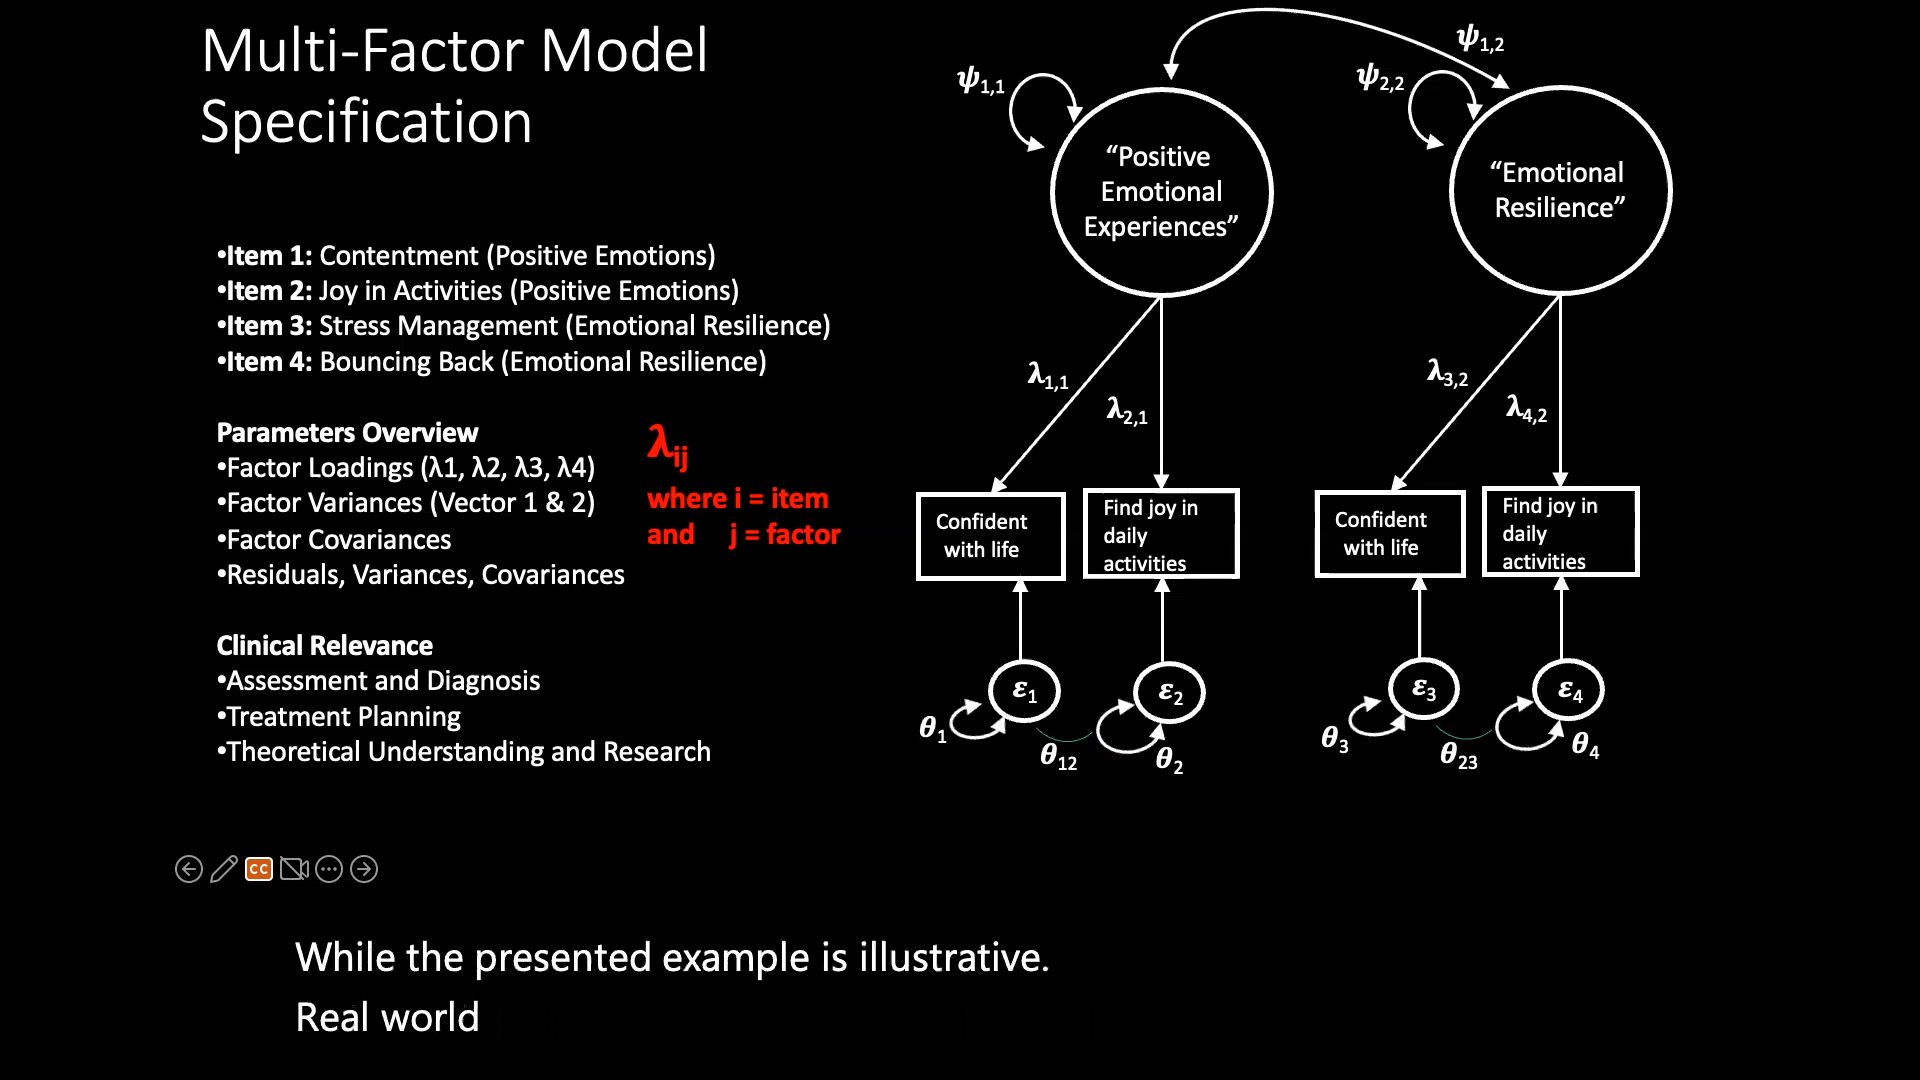 Multi-Factor Model
Specification
•Item 1: Contentment (Positive Emotions)
•Item 2: Joy in Activities (Positive Emotions)
•Item 3: Stress Management (Emotional Resilience)
•Item 4: Bouncing Back (Emotional Resilience)
Parameters Overview
•Factor Loadings (λ1, λ2, λ3, λ4)
•Factor Variances (Vector 1 & 2)
•Factor Covariances
•Residuals, Variances, Covariances
λij
where i = item
and j = factor
Clinical Relevance
•Assessment and Diagnosis
•Treatment Planning
•Theoretical Understanding and Research
ψ1,2
ψ1,1
ψ2,2
“Positive
Emotional
Experiences”
“Emotional
Resilience”
λ1,1
λ2,1
λ3,2
λ4,2
Confident
with life
Find joy in
daily
activities
Confident
with life
Find joy in
daily
activities
ε1
ε2
ε3
ε4
θ1
θ12
θ2
θ3
θ23
θ4
CC
While the presented example is illustrative.
Real world